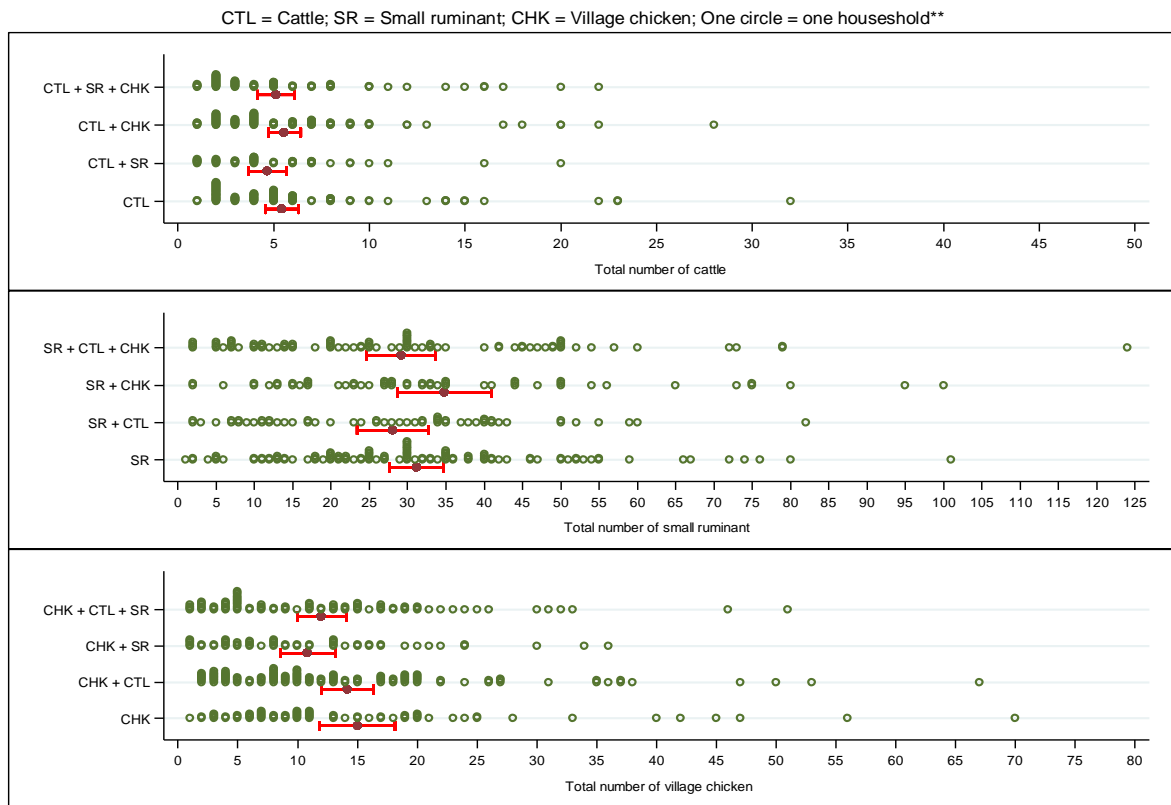 CTL = Cattle; SR = Small ruminant; CHK = Village chicken; One circle = one houseshold**
CTL + SR + CHK
CTL + CHK
CTL + SR
CTL
0 5 10 15 20 25 30 35 40 45 50
Total number of cattle
SR + CTL + CHK
SR + CHK
SR + CTL
SR
0 5 10 15 20 25 30 35 40 45 50 55 60 65 70 75 80 85 90 95 100 105 110 115 120 125
Total number of small ruminant
CHK + CTL + SR
CHK + SR
CHK + CTL
CHK
0 5 10 15 20 25 30 35 40 45 50 55 60 65 70 75 80
Total number of village chicken